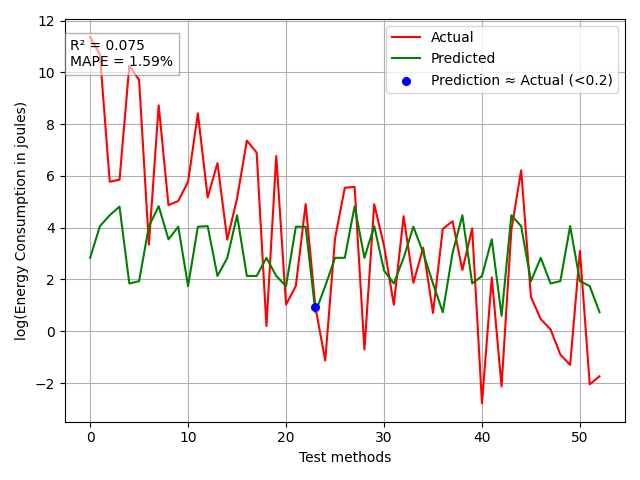 R² = 0.075
MAPE = 1.59%
Actual
Predicted
Prediction ≈ Actual (<0.2)
log(Energy Consumption in joules)
12
10
8
6
4
2
0
−2
0
10
20
30
40
50
Test methods